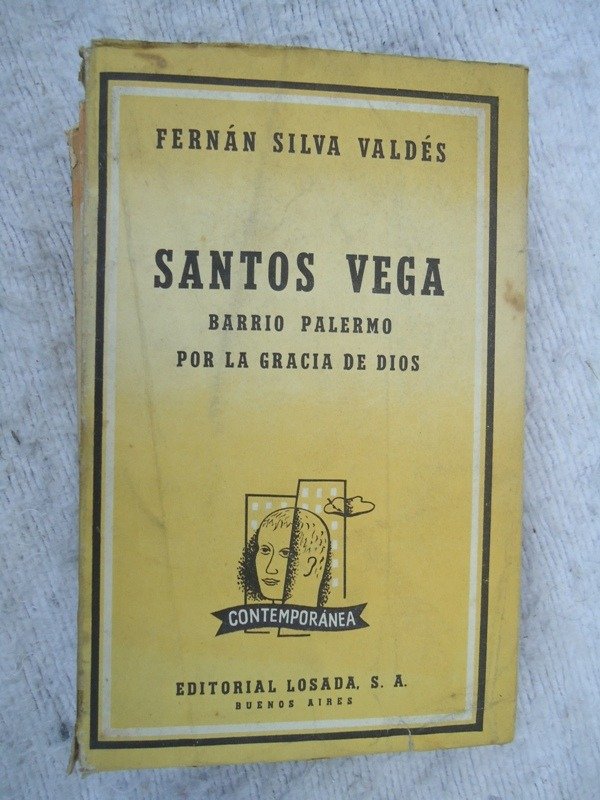 FERNÁN SILVA VALDÉS
SANTOS VEGA
BARRIO PALERMO
POR LA GRACIA DE DIOS
CONTEMPORÁNEA
EDITORIAL LOSADA, S. A.
BUENOS AIRES